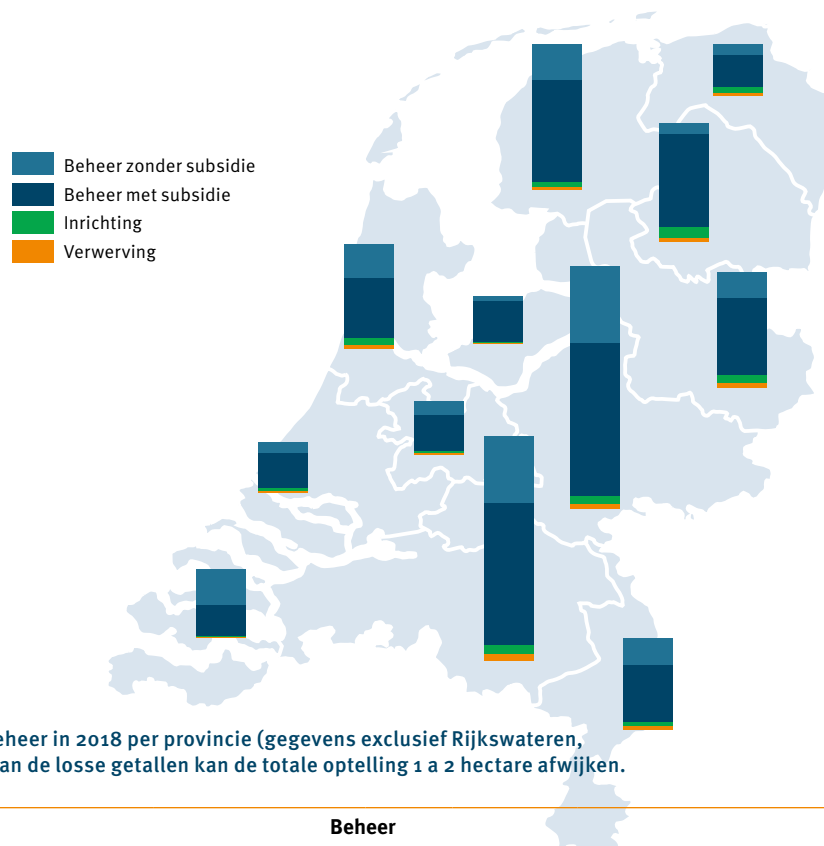 Beheer zonder subsidie
Beheer met subsidie
Inrichting
Verwerving
eheer in 2018 per provincie (gegevens exclusief Rijkswateren,
an de losse getallen kan de totale optelling 1 a 2 hectare afwijken.
Beheer